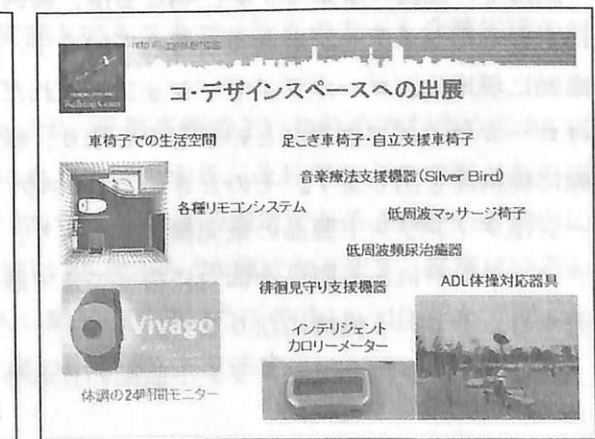 コ・デザインスペースへの出展
車椅子での生活空間
足こぎ車椅子・自立支援車椅子
音楽療法支援機器(Silver Bird)
各種リモコンシステム
低周波マッサージ椅子
低周波頻尿治癒器
徘徊見守り支援機器
ADL体操対応器具
Vivago
インテリジェント
カロリーメーター
体調の24時間モニター